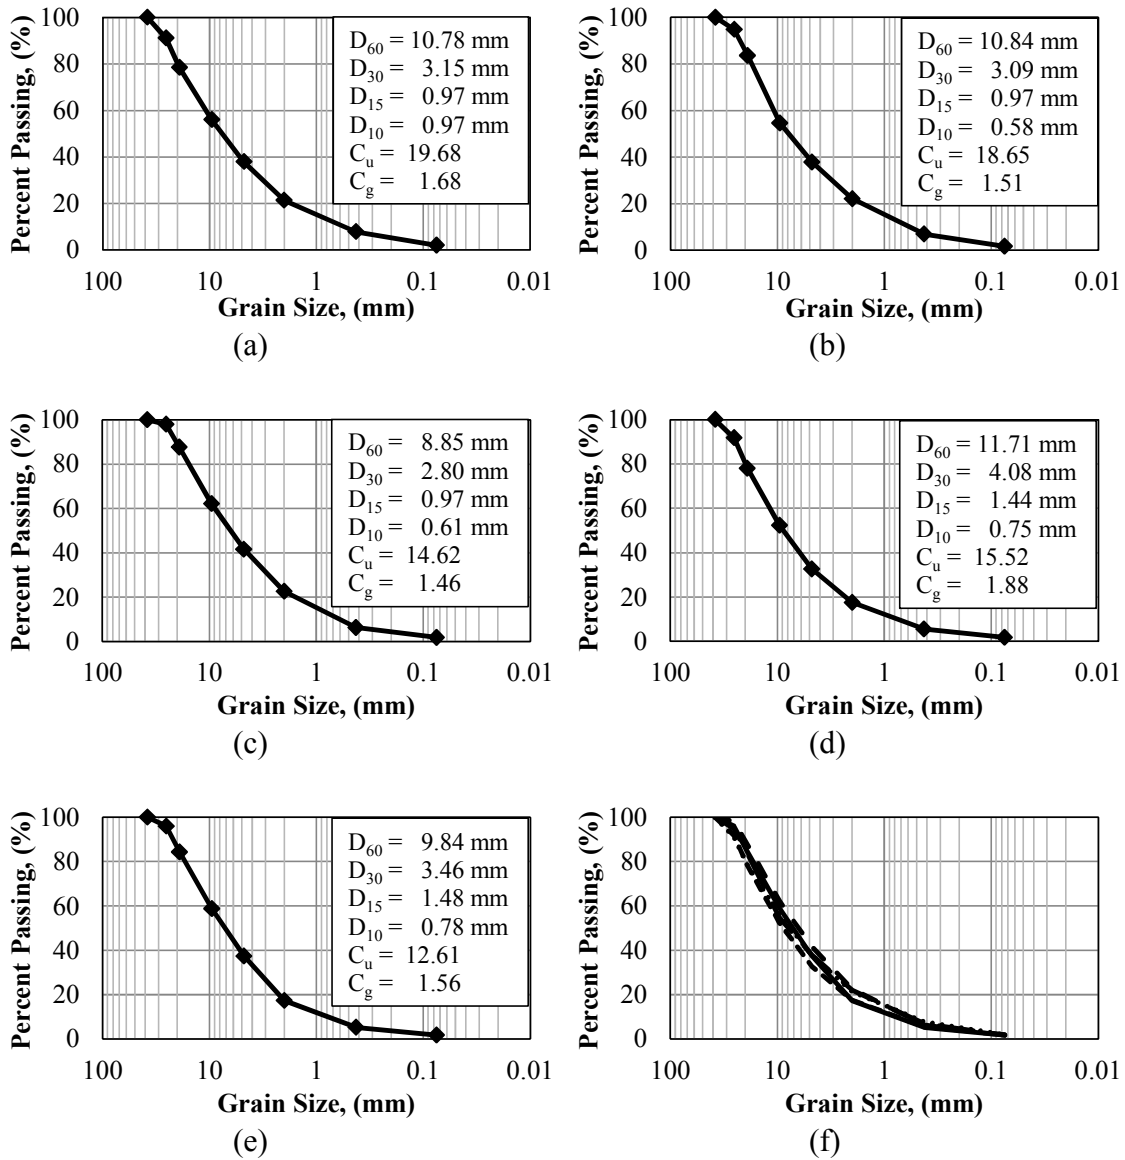 Percent Passing, (%)
100
80
60
40
20
0
D60 = 10.78 mm
D30 = 3.15 mm
D15 = 0.97 mm
D10 = 0.97 mm
Cu = 19.68
Cg = 1.68
100 10 1 0.1 0.01
Grain Size, (mm)
(a)
Percent Passing, (%)
100
80
60
40
20
0
D60 = 10.84 mm
D30 = 3.09 mm
D15 = 0.97 mm
D10 = 0.58 mm
Cu = 18.65
Cg = 1.51
100 10 1 0.1 0.01
Grain Size, (mm)
(b)
Percent Passing, (%)
100
80
60
40
20
0
D60 = 8.85 mm
D30 = 2.80 mm
D15 = 0.97 mm
D10 = 0.61 mm
Cu = 14.62
Cg = 1.46
100 10 1 0.1 0.01
Grain Size, (mm)
(c)
Percent Passing, (%)
100
80
60
40
20
0
D60 = 11.71 mm
D30 = 4.08 mm
D15 = 1.44 mm
D10 = 0.75 mm
Cu = 15.52
Cg = 1.88
100 10 1 0.1 0.01
Grain Size, (mm)
(d)
Percent Passing, (%)
100
80
60
40
20
0
D60 = 9.84 mm
D30 = 3.46 mm
D15 = 1.48 mm
D10 = 0.78 mm
Cu = 12.61
Cg = 1.56
100 10 1 0.1 0.01
Grain Size, (mm)
(e)
Percent Passing, (%)
100
80
60
40
20
0
100 10 1 0.1 0.01
Grain Size, (mm)
(f)